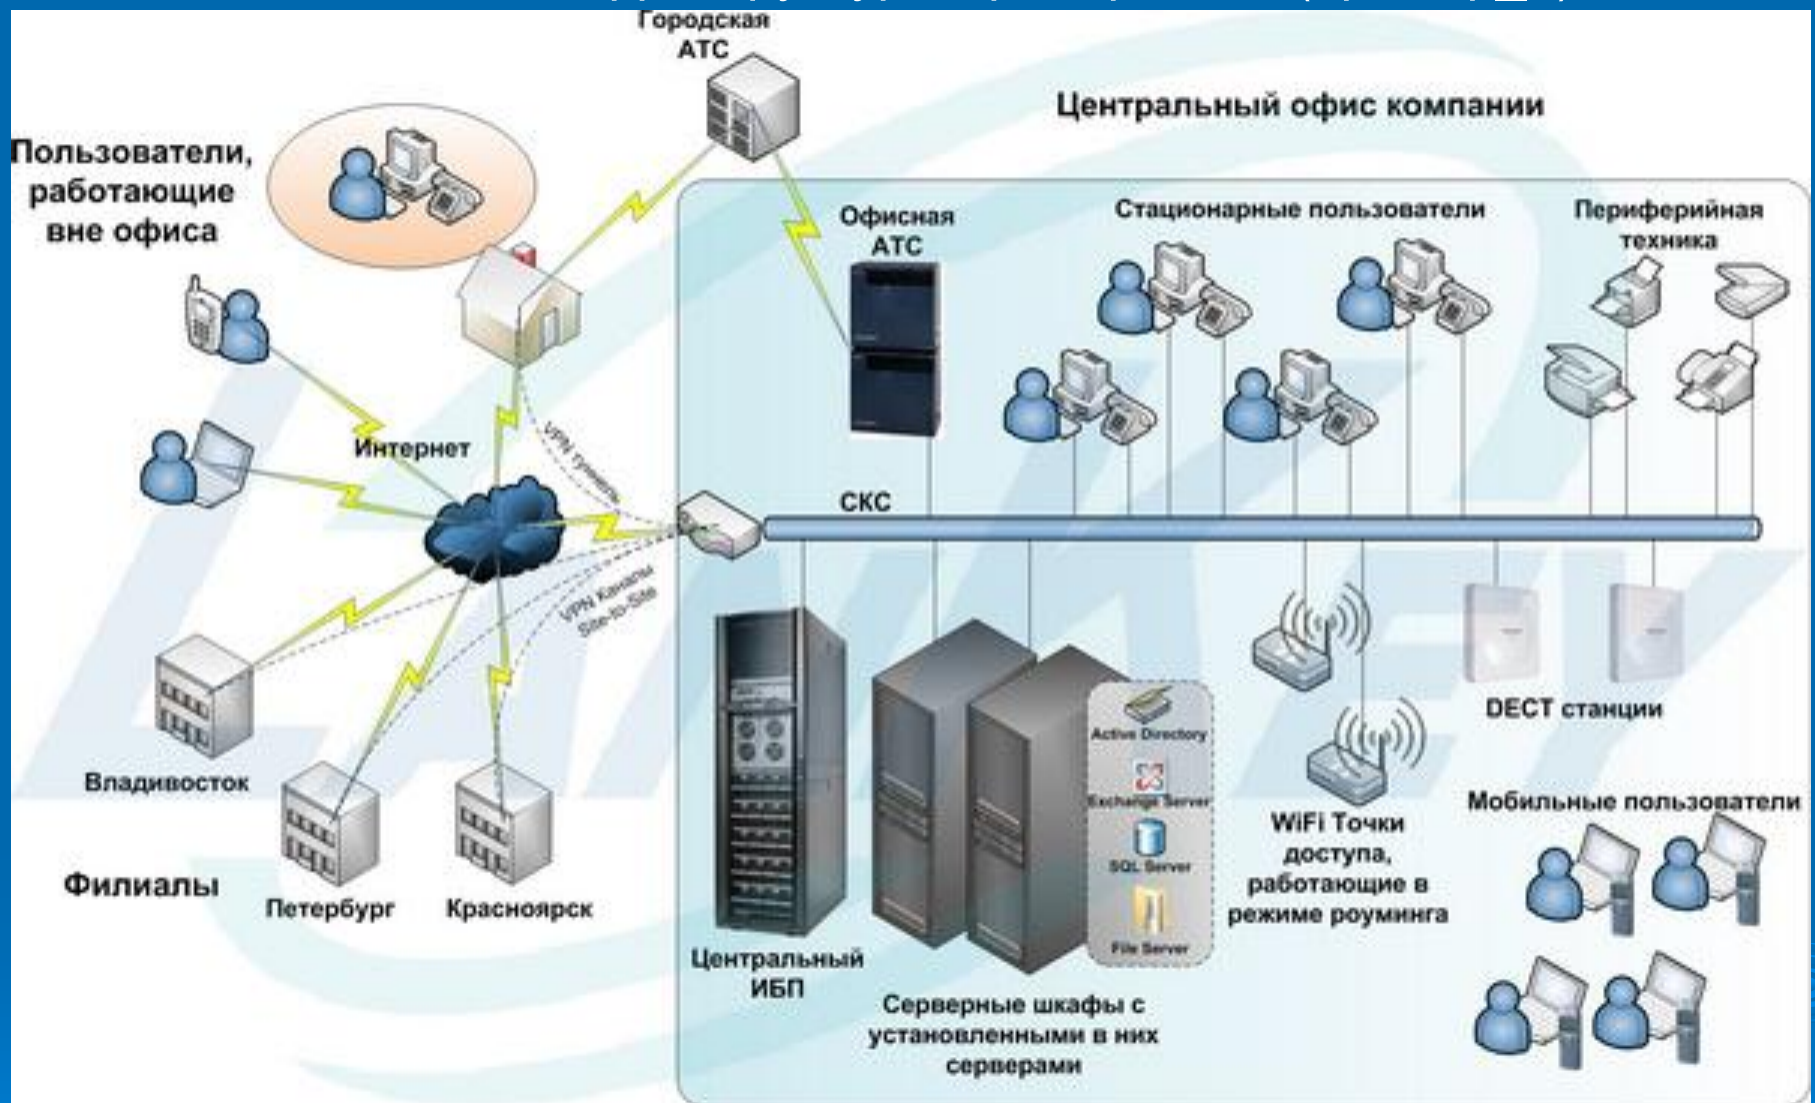 Городская
АТС
Центральный офис компании
Пользователи,
работающие
вне офиса
Офисная
АТС
Стационарные пользователи
Периферийная
техника
Интернет
VPN туннель
СКС
VPN Каналы
Site-to-Site
DECT станции
Active Directory
Exchange Server
SQL Server
File Server
Владивосток
Мобильные пользователи
WiFi Точки
доступа,
работающие в
режиме роуминга
Филиалы
Петербург
Красноярск
Центральный
ИБП
Серверные шкафы с
установленными в них
серверами